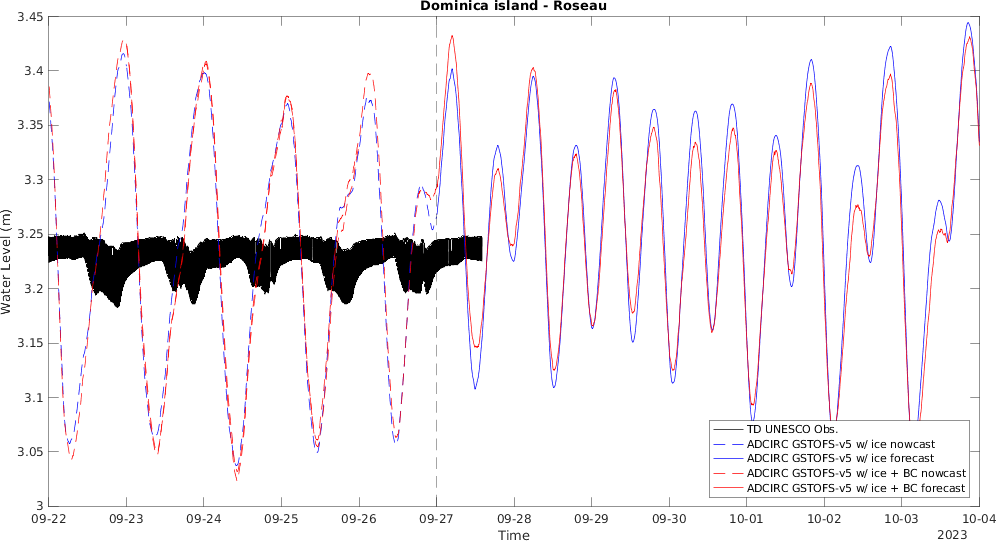 Dominica island - Roseau
3.45
3.4
3.35
3.3
3.25
3.2
3.15
3.1
3.05
3
Water Level (m)
TD UNESCO Obs.
ADCIRC GSTOFS-v5 w/ ice nowcast
ADCIRC GSTOFS-v5 w/ ice forecast
ADCIRC GSTOFS-v5 w/ ice + BC nowcast
ADCIRC GSTOFS-v5 w/ ice + BC forecast
09-22 09-23 09-24 09-25 09-26 09-27 09-28 09-29 09-30 10-01 10-02 10-03 10-04
Time
2023